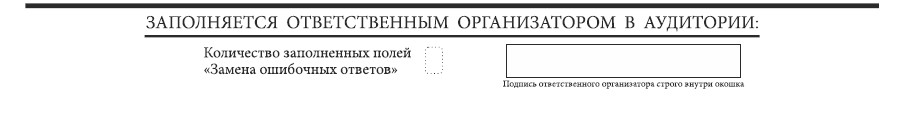 ЗАПОЛНЯЕТСЯ ОТВЕТСТВЕННЫМ ОРГАНИЗАТОРОМ В АУДИТОРИИ:
Количество заполненных полей
«Замена ошибочных ответов»
Подпись ответственного организатора строго внутри окошка